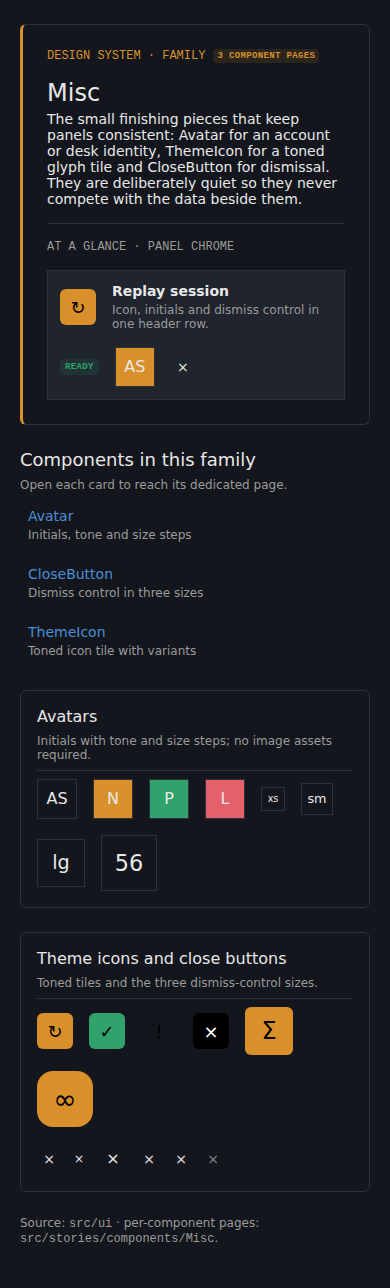 DESIGN SYSTEM · FAMILY 3 COMPONENT PAGES
Misc
The small finishing pieces that keep
panels consistent: Avatar for an account
or desk identity, ThemeIcon for a toned
glyph tile and CloseButton for dismissal.
They are deliberately quiet so they never
compete with the data beside them.
AT A GLANCE · PANEL CHROME
↻
Replay session
Icon, initials and dismiss control in
one header row.
READY AS ×
Components in this family
Open each card to reach its dedicated page.
Avatar
Initials, tone and size steps
CloseButton
Dismiss control in three sizes
ThemeIcon
Toned icon tile with variants
Avatars
Initials with tone and size steps; no image assets
required.
AS N P L xs sm
lg 56
Theme icons and close buttons
Toned tiles and the three dismiss-control sizes.
↻ ✓ ! × Σ
∞
× × × × × ×
Source: src/ui · per-component pages:
src/stories/components/Misc.